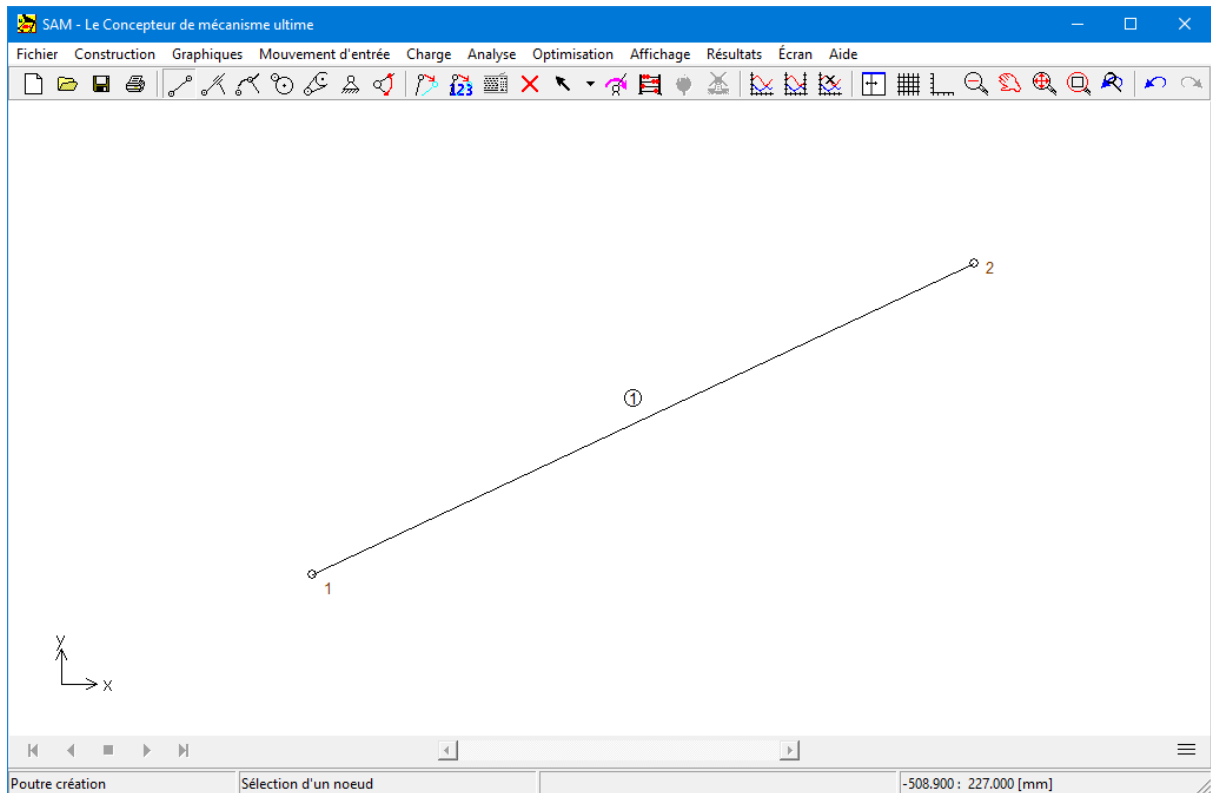 SAM - Le Concepteur de mécanisme ultime
Fichier Construction Graphiques Mouvement d'entrée Charge Analyse Optimisation Affichage Résultats Écran Aide
123
2
1
1
y
x
Poutre création Sélection d'un noeud -508.900 : 227.000 [mm]